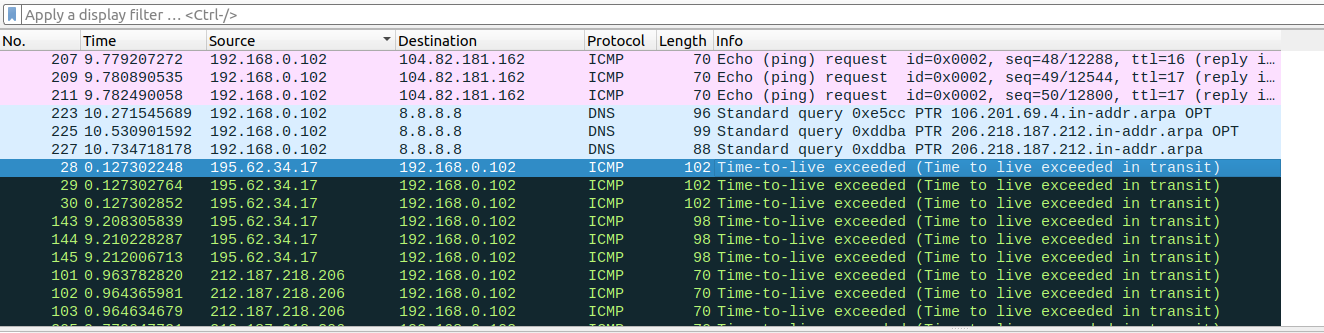 Apply a display filter … <Ctrl-/>
No. Time Source Destination Protocol Length Info
207 9.779207272 192.168.0.102 104.82.181.162 ICMP 70 Echo (ping) request id=0x0002, seq=48/12288, ttl=16 (reply i…
209 9.780890535 192.168.0.102 104.82.181.162 ICMP 70 Echo (ping) request id=0x0002, seq=49/12544, ttl=17 (reply i…
211 9.782490058 192.168.0.102 104.82.181.162 ICMP 70 Echo (ping) request id=0x0002, seq=50/12800, ttl=17 (reply i…
223 10.271545689 192.168.0.102 8.8.8.8 DNS 96 Standard query 0xe5cc PTR 106.201.69.4.in-addr.arpa OPT
225 10.530901592 192.168.0.102 8.8.8.8 DNS 99 Standard query 0xddba PTR 206.218.187.212.in-addr.arpa OPT
227 10.734718178 192.168.0.102 8.8.8.8 DNS 88 Standard query 0xddba PTR 206.218.187.212.in-addr.arpa
28 0.127302248 195.62.34.17 192.168.0.102 ICMP 102 Time-to-live exceeded (Time to live exceeded in transit)
29 0.127302764 195.62.34.17 192.168.0.102 ICMP 102 Time-to-live exceeded (Time to live exceeded in transit)
30 0.127302852 195.62.34.17 192.168.0.102 ICMP 102 Time-to-live exceeded (Time to live exceeded in transit)
143 9.208305839 195.62.34.17 192.168.0.102 ICMP 98 Time-to-live exceeded (Time to live exceeded in transit)
144 9.210228287 195.62.34.17 192.168.0.102 ICMP 98 Time-to-live exceeded (Time to live exceeded in transit)
145 9.212006713 195.62.34.17 192.168.0.102 ICMP 98 Time-to-live exceeded (Time to live exceeded in transit)
101 0.963782820 212.187.218.206 192.168.0.102 ICMP 70 Time-to-live exceeded (Time to live exceeded in transit)
102 0.964365981 212.187.218.206 192.168.0.102 ICMP 70 Time-to-live exceeded (Time to live exceeded in transit)
103 0.964634679 212.187.218.206 192.168.0.102 ICMP 70 Time-to-live exceeded (Time to live exceeded in transit)